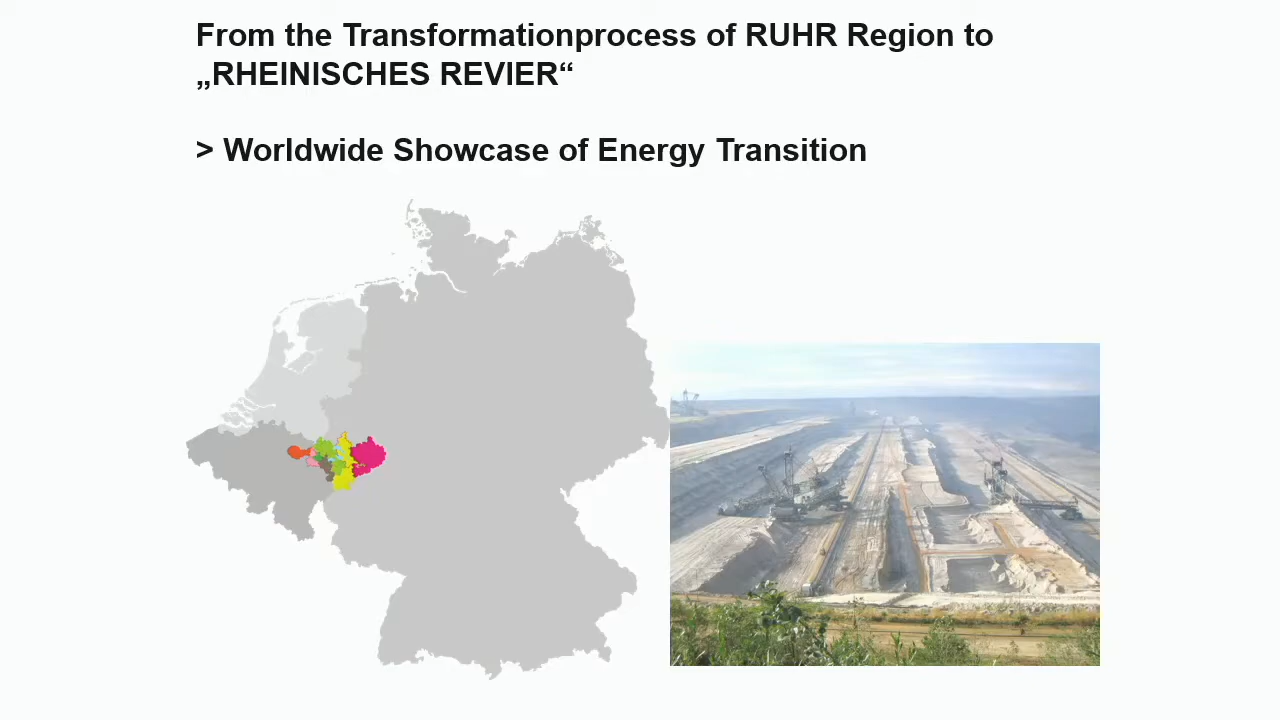 From the Transformationprocess of RUHR Region to
„RHEINISCHES REVIER“
> Worldwide Showcase of Energy Transition